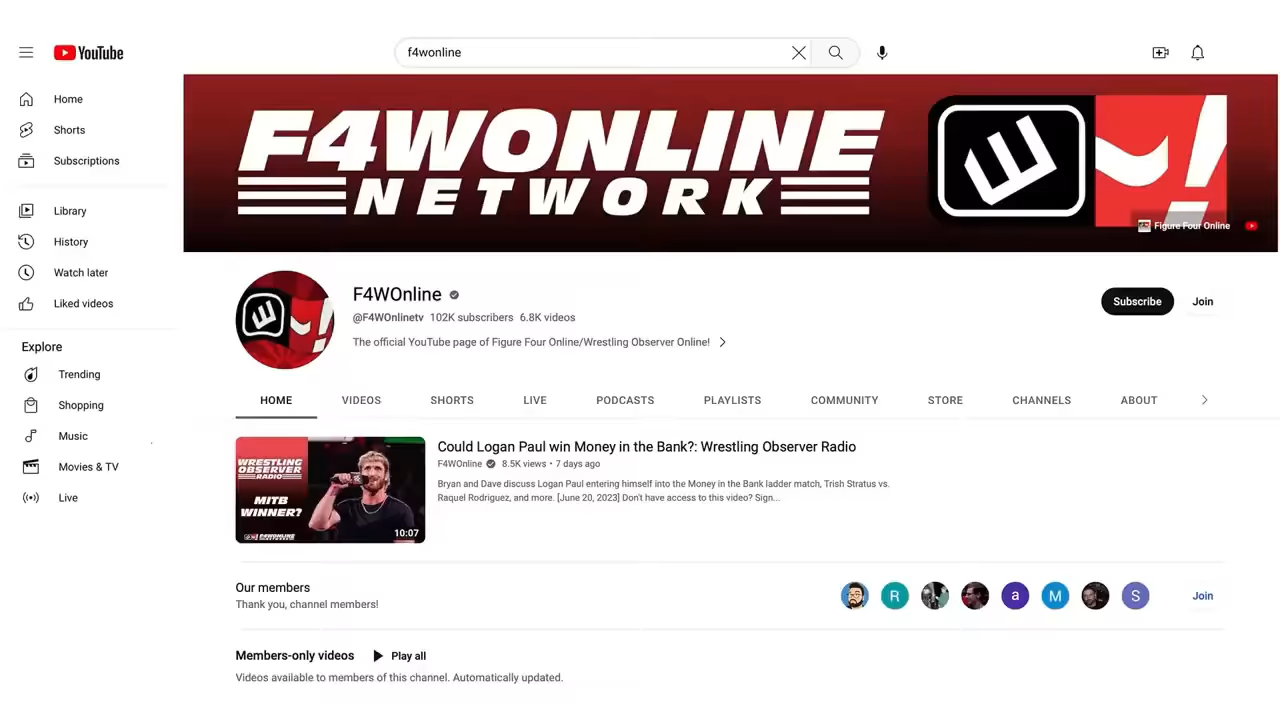 YouTube
f4wonline
Home
Shorts
Subscriptions
Library
History
Watch later
Liked videos
Explore
Trending
Shopping
Music
Movies & TV
Live
F4WONLINE
NETWORK
Figure Four Online
F4WOnline
@F4WOnlinetv 102K subscribers 6.8K videos
The official YouTube page of Figure Four Online/Wrestling Observer Online!
Subscribe
Join
HOME VIDEOS SHORTS LIVE PODCASTS PLAYLISTS COMMUNITY STORE CHANNELS ABOUT
WRESTLING
OBSERVER
RADIO
MITB
WINNER?
F4WONLINE
10:07
Could Logan Paul win Money in the Bank?: Wrestling Observer Radio
F4WOnline 8.5K views • 7 days ago
Bryan and Dave discuss Logan Paul entering himself into the Money in the Bank ladder match, Trish Stratus vs.
Raquel Rodriguez, and more. [June 20, 2023] Don't have access to this video? Sign...
Our members
Thank you, channel members!
R
a
M
S
Join
Members-only videos Play all
Videos available to members of this channel. Automatically updated.